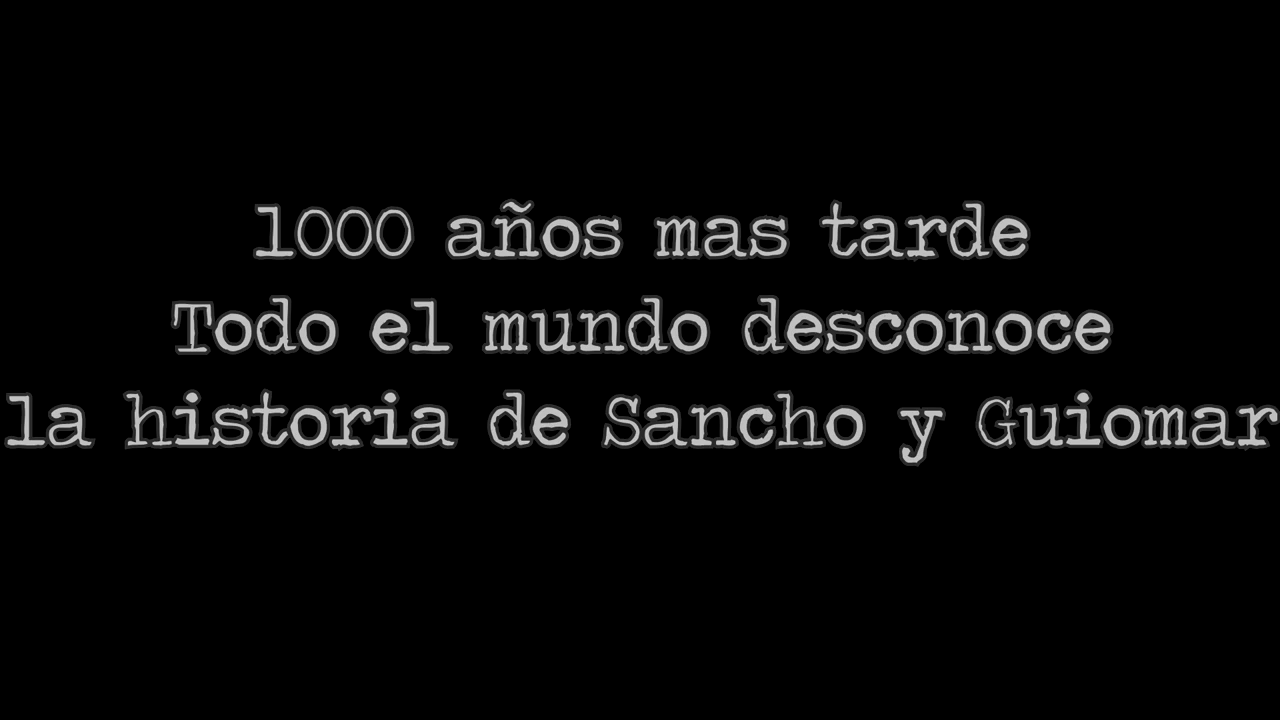 1000 años mas tarde
Todo el mundo desconoce
la historia de Sancho y Guiomar